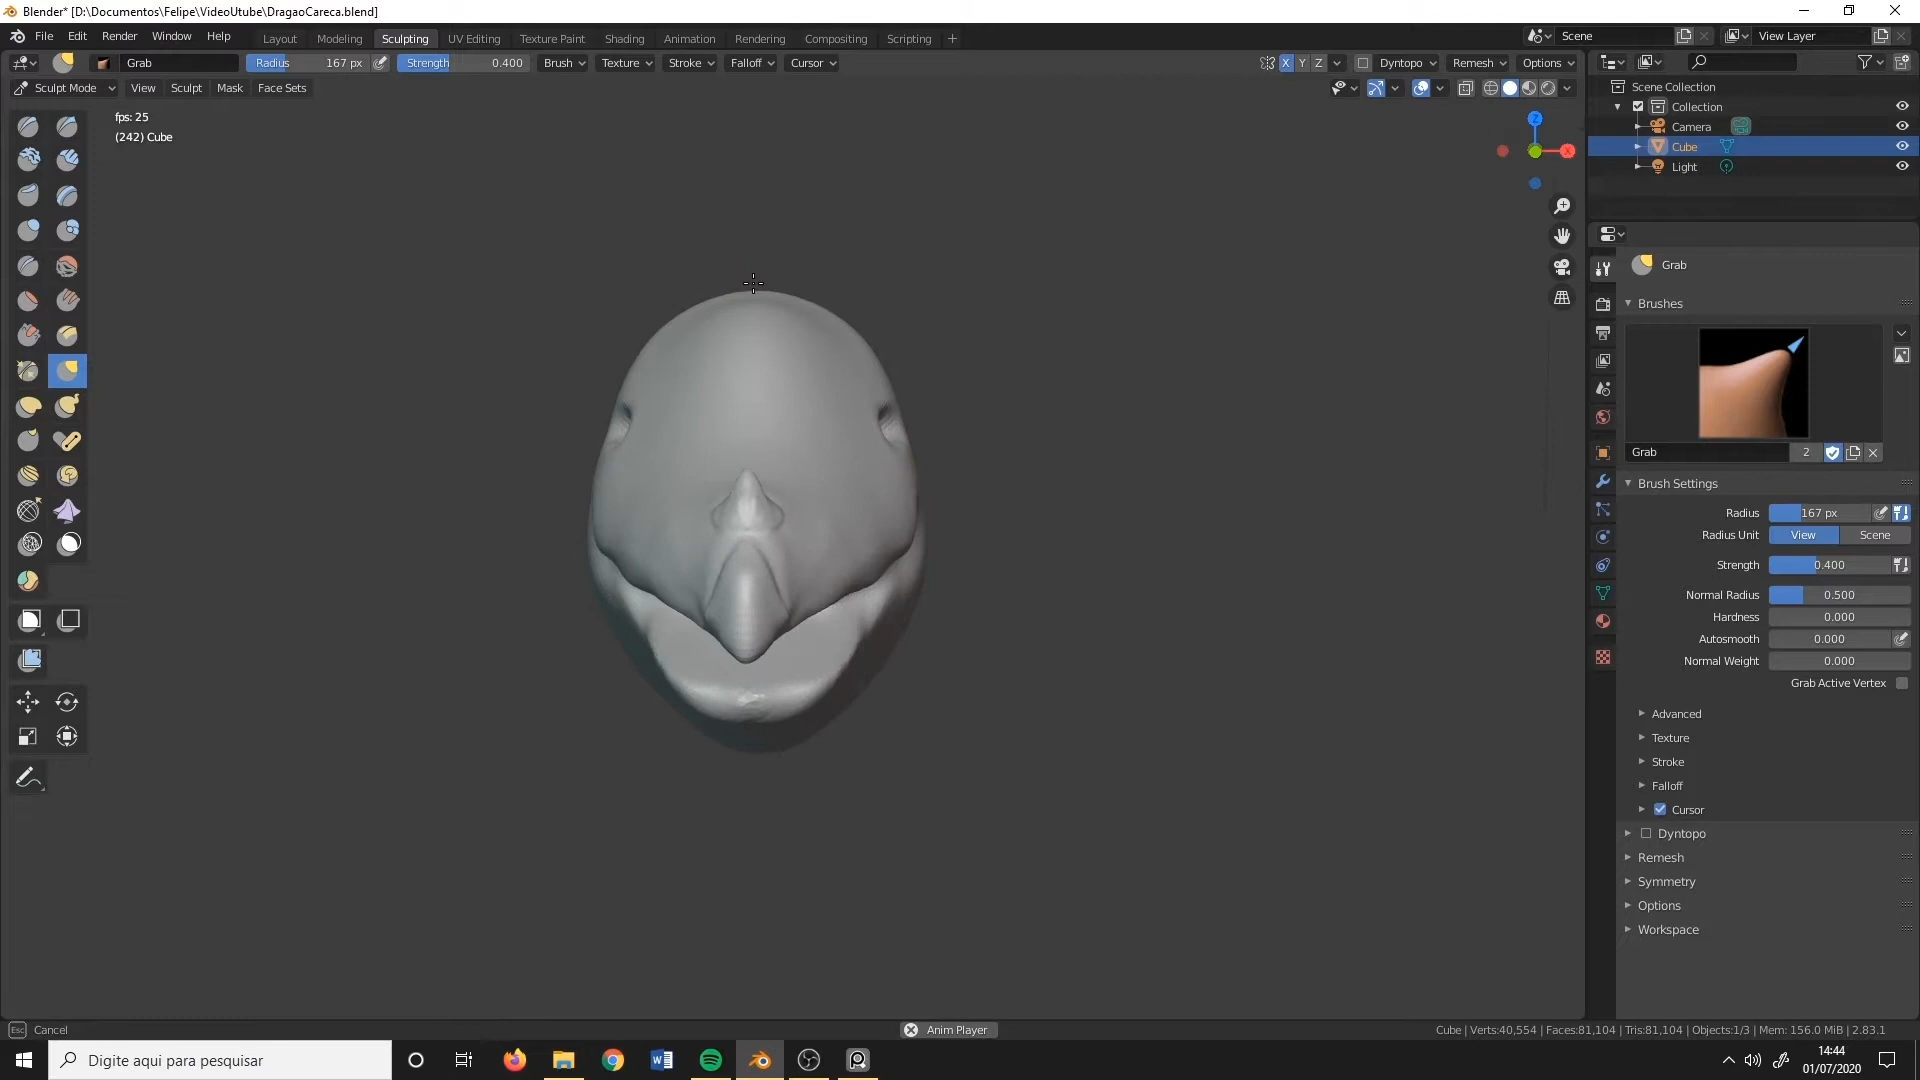 Blender* [D:\Documentos\Felipe\VideoUtube\DragaoCareca.blend]
File Edit Render Window Help Layout Modeling Sculpting UV Editing Texture Paint Shading Animation Rendering Compositing Scripting + Scene View Layer
Grab Radius 167 px Strength 0.400 Brush Texture Stroke Falloff Cursor X Y Z Dyntopo Remesh Options
Sculpt Mode View Sculpt Mask Face Sets
fps: 25
(242) Cube
Z
X
Scene Collection
Collection
Camera
Cube
Light
Grab
Brushes
Grab 2
Brush Settings
Radius 167 px
Radius Unit View Scene
Strength 0.400
Normal Radius 0.500
Hardness 0.000
Autosmooth 0.000
Normal Weight 0.000
Grab Active Vertex
Advanced
Texture
Stroke
Falloff
Cursor
Dyntopo
Remesh
Symmetry
Options
Workspace
Esc Cancel Anim Player Cube | Verts:40,554 | Faces:81,104 | Tris:81,104 | Objects:1/3 | Mem: 156.0 MiB | 2.83.1
Digite aqui para pesquisar
14:44
01/07/2020